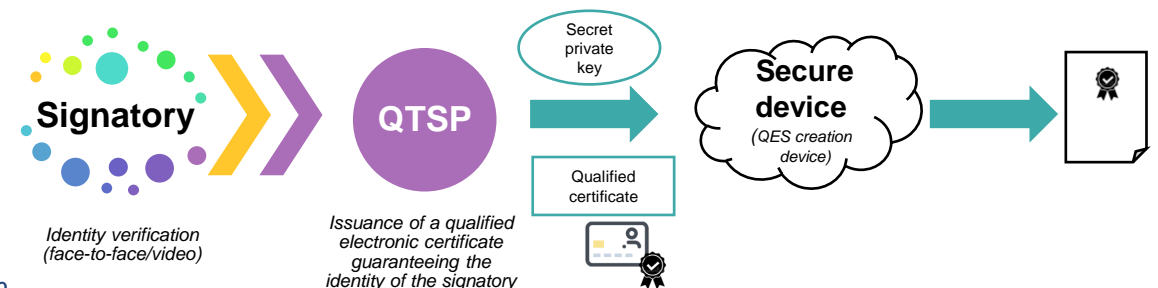 Signatory
Identity verification
(face-to-face/video)
QTSP
Issuance of a qualified
electronic certificate
guaranteeing the
identity of the signatory
Secret
private
key
Qualified
certificate
Secure
device
(QES creation
device)